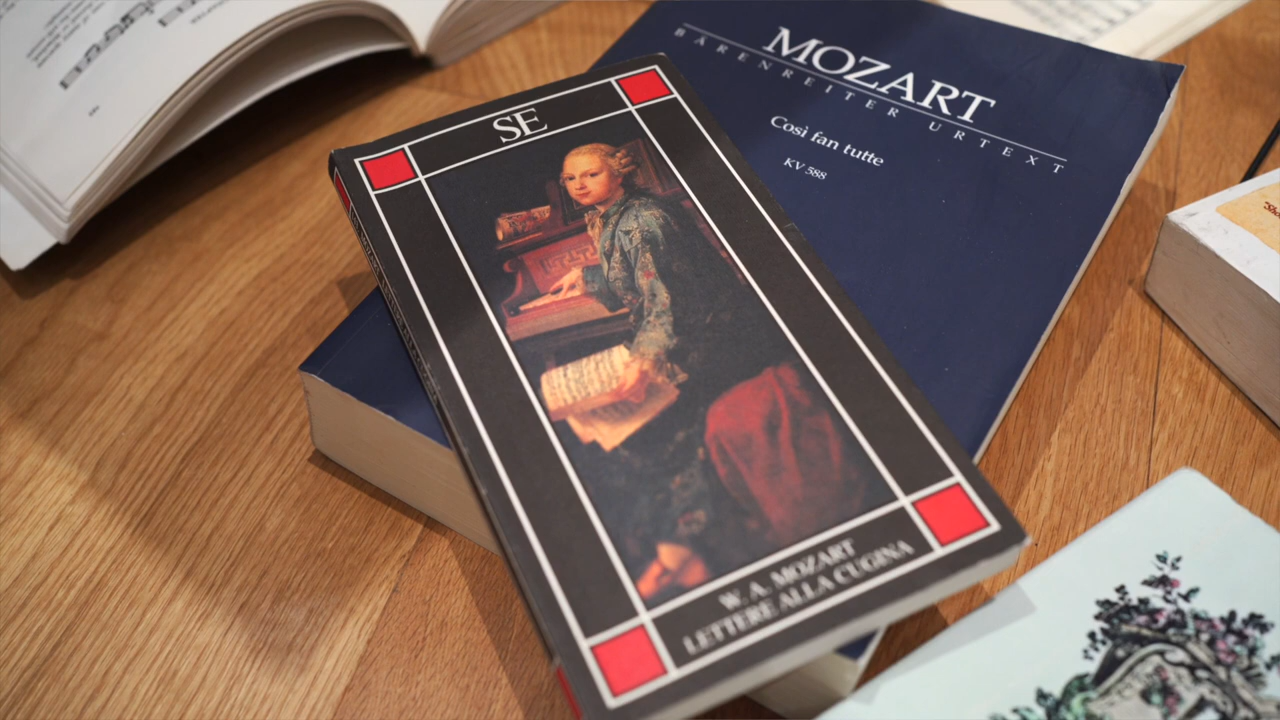 SE
W. A. MOZART
LETTERE ALLA CUGINA
MOZART
BÄRENREITER URTEXT
Così fan tutte
KV 588